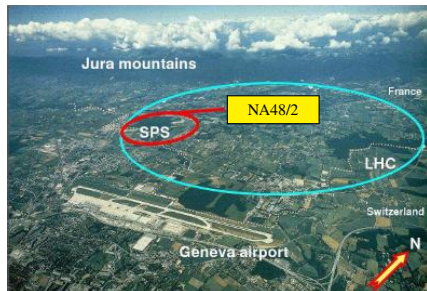 Jura mountains
France
NA48/2
SPS
LHC
Switzerland
N
Geneva airport